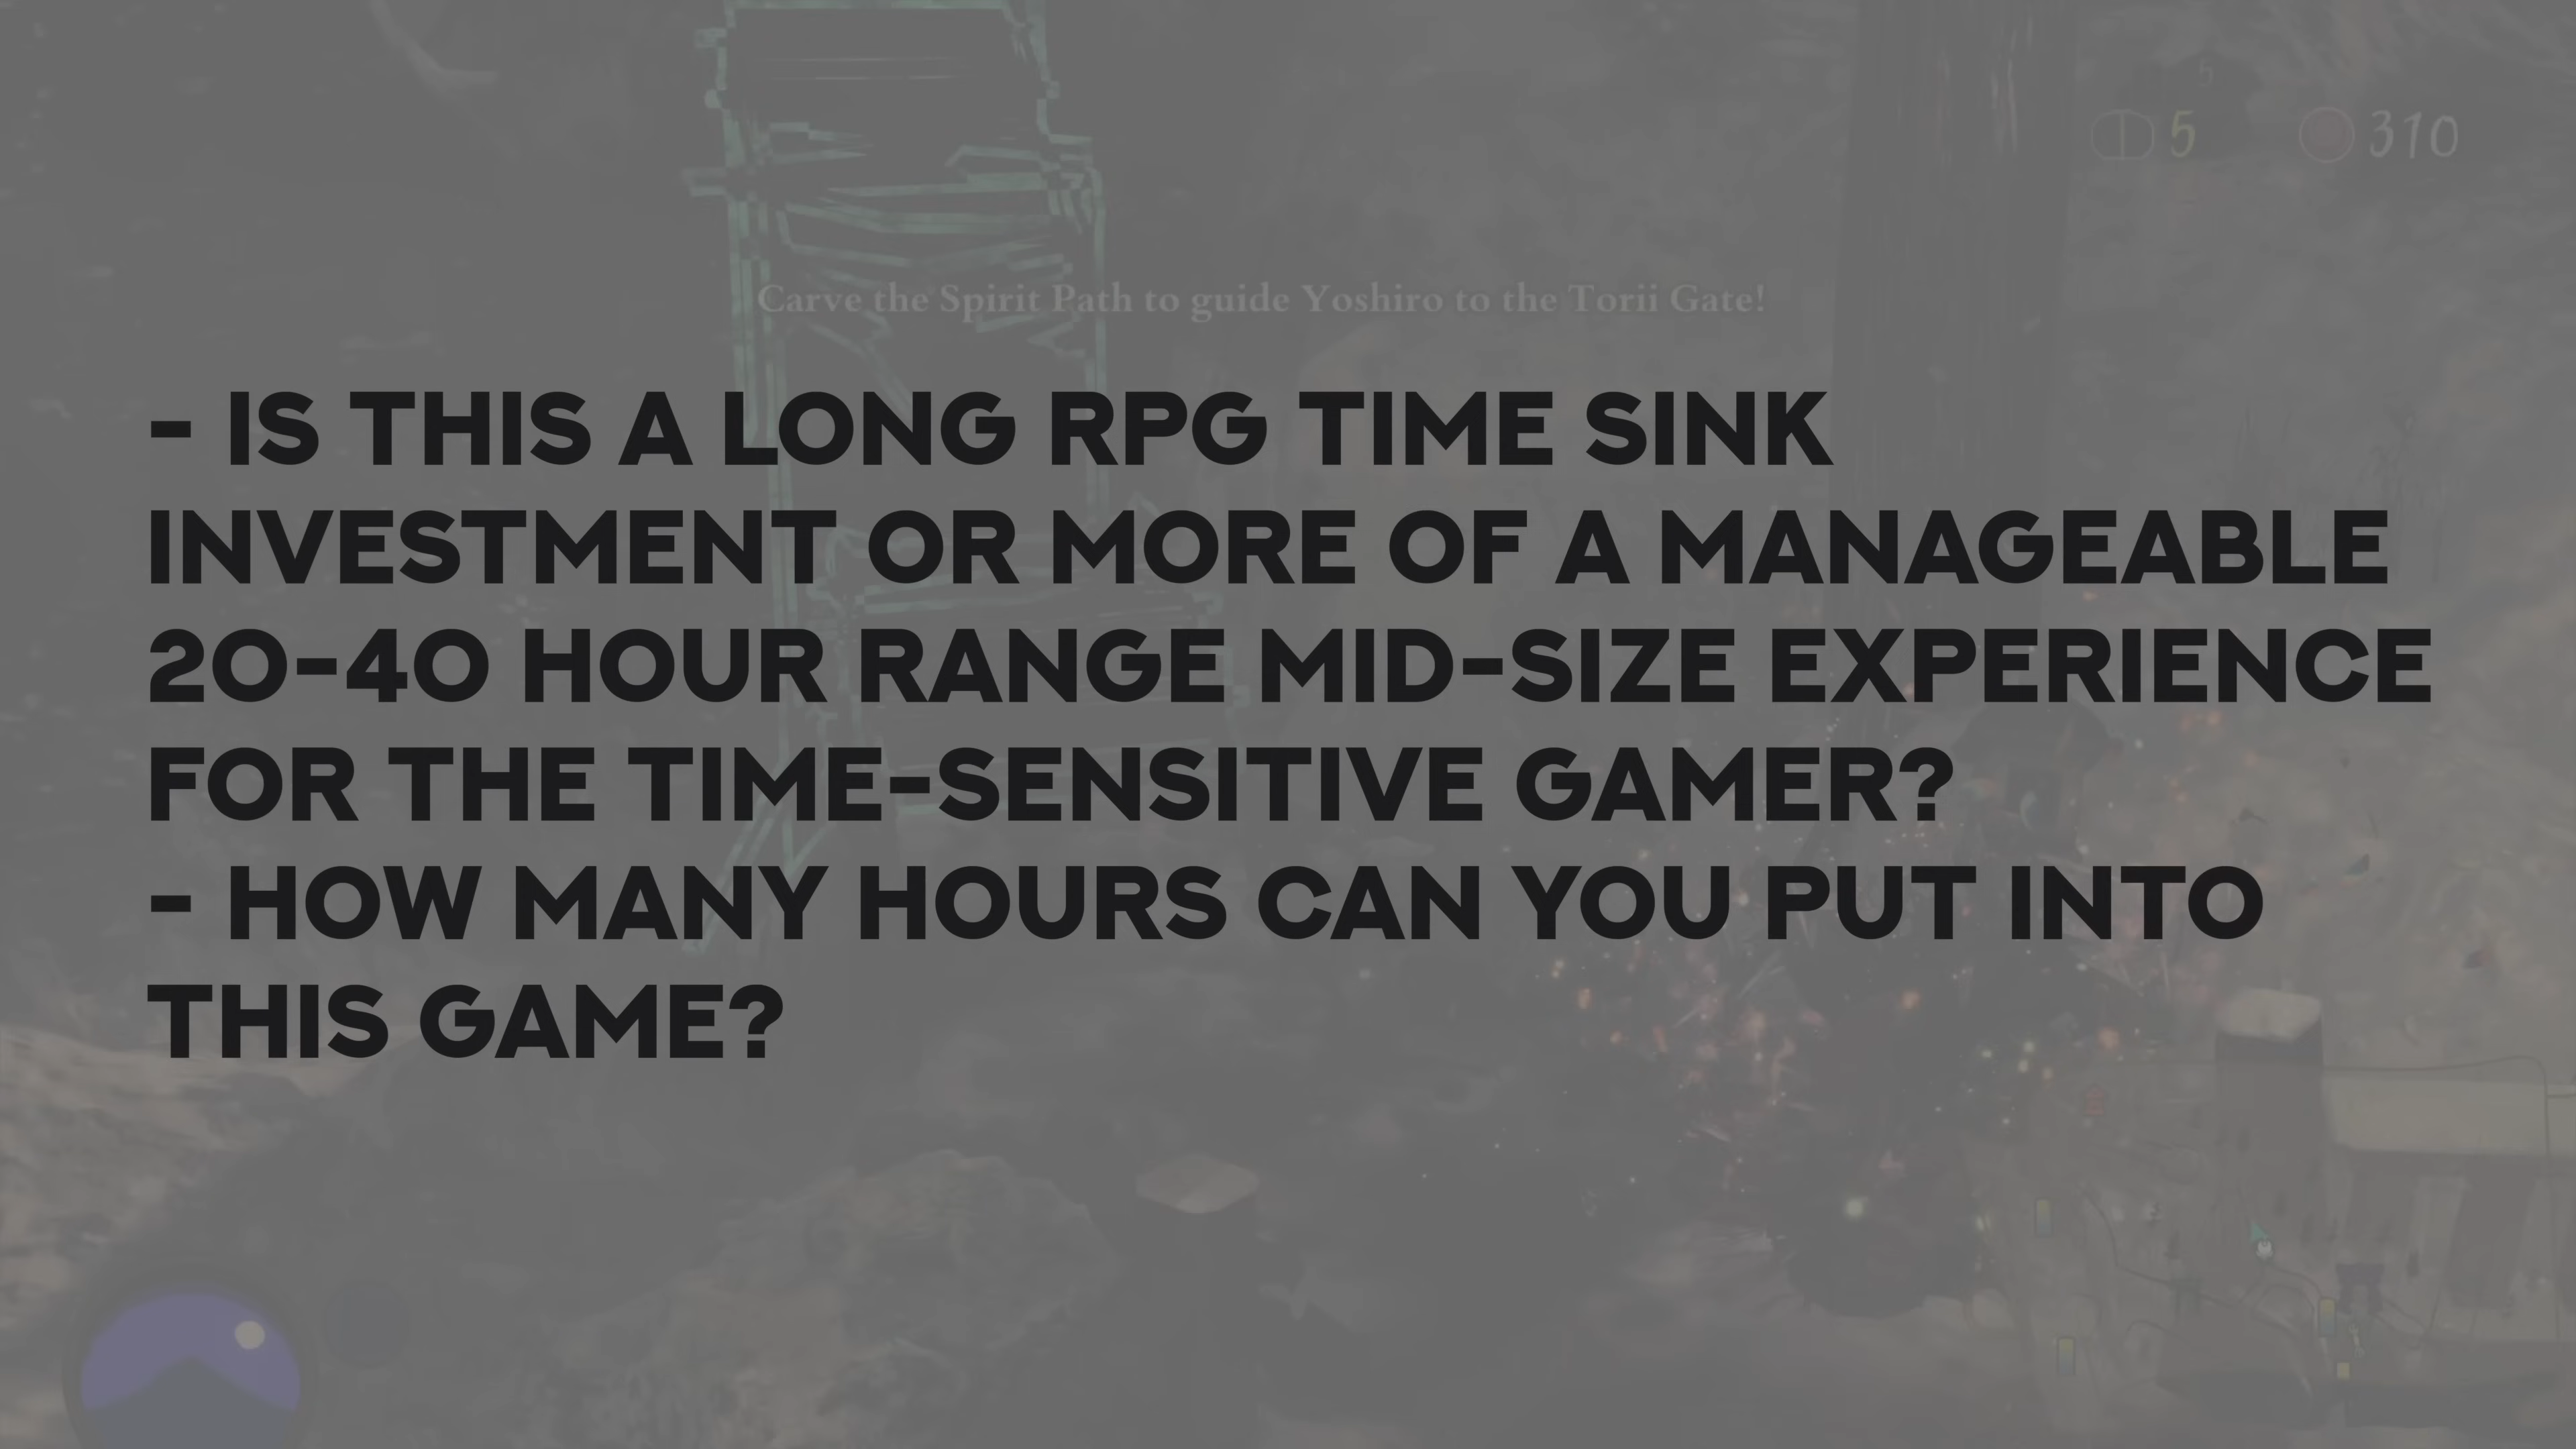 5
310
Carve the Spirit Path to guide Yoshiro to the Torii Gate!
- IS THIS A LONG RPG TIME SINK
INVESTMENT OR MORE OF A MANAGEABLE
20-40 HOUR RANGE MID-SIZE EXPERIENCE
FOR THE TIME-SENSITIVE GAMER?
- HOW MANY HOURS CAN YOU PUT INTO
THIS GAME?